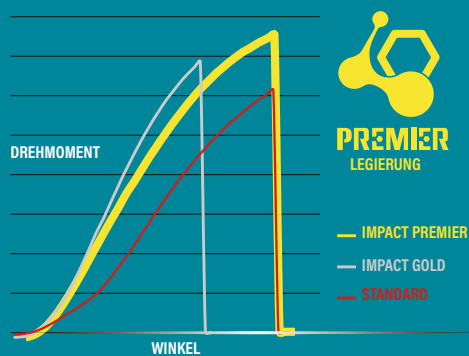 PREMIER
LEGIERUNG
DREHMOMENT
IMPACT PREMIER
IMPACT GOLD
STANDARD
WINKEL